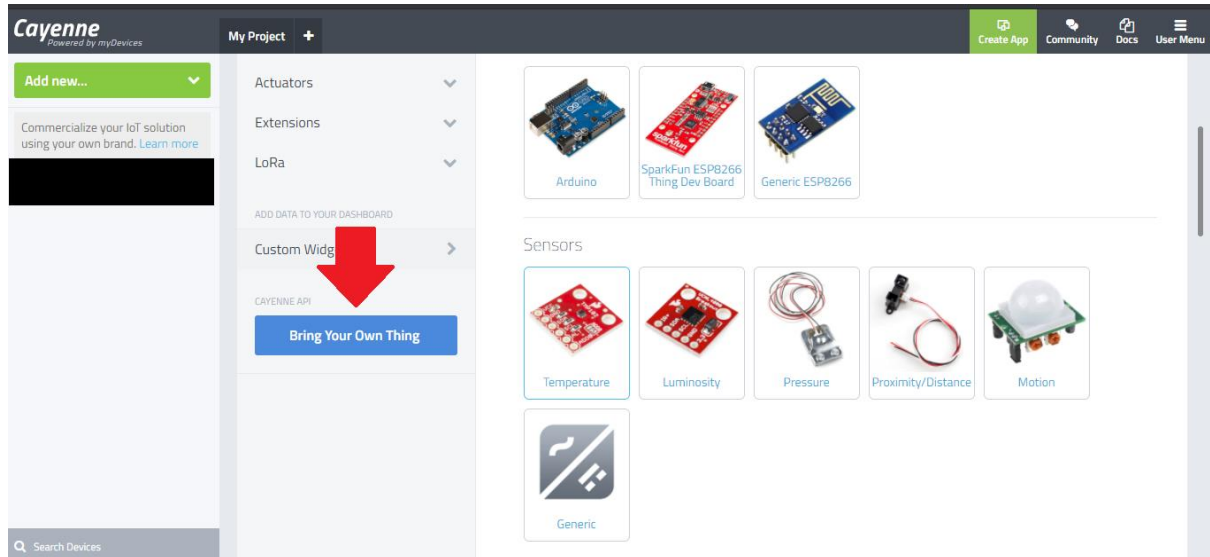 Cayenne
Powered by myDevices
My Project +
Create App
Community
Docs
User Menu
Add new...
Commercialize your IoT solution
using your own brand. Learn more
Search Devices
Actuators
Extensions
LoRa
ADD DATA TO YOUR DASHBOARD
Custom Widg
CAYENNE API
Bring Your Own Thing
Arduino
SparkFun ESP8266
Thing Dev Board
Generic ESP8266
Sensors
Temperature
Luminosity
Pressure
Proximity/Distance
Motion
Generic